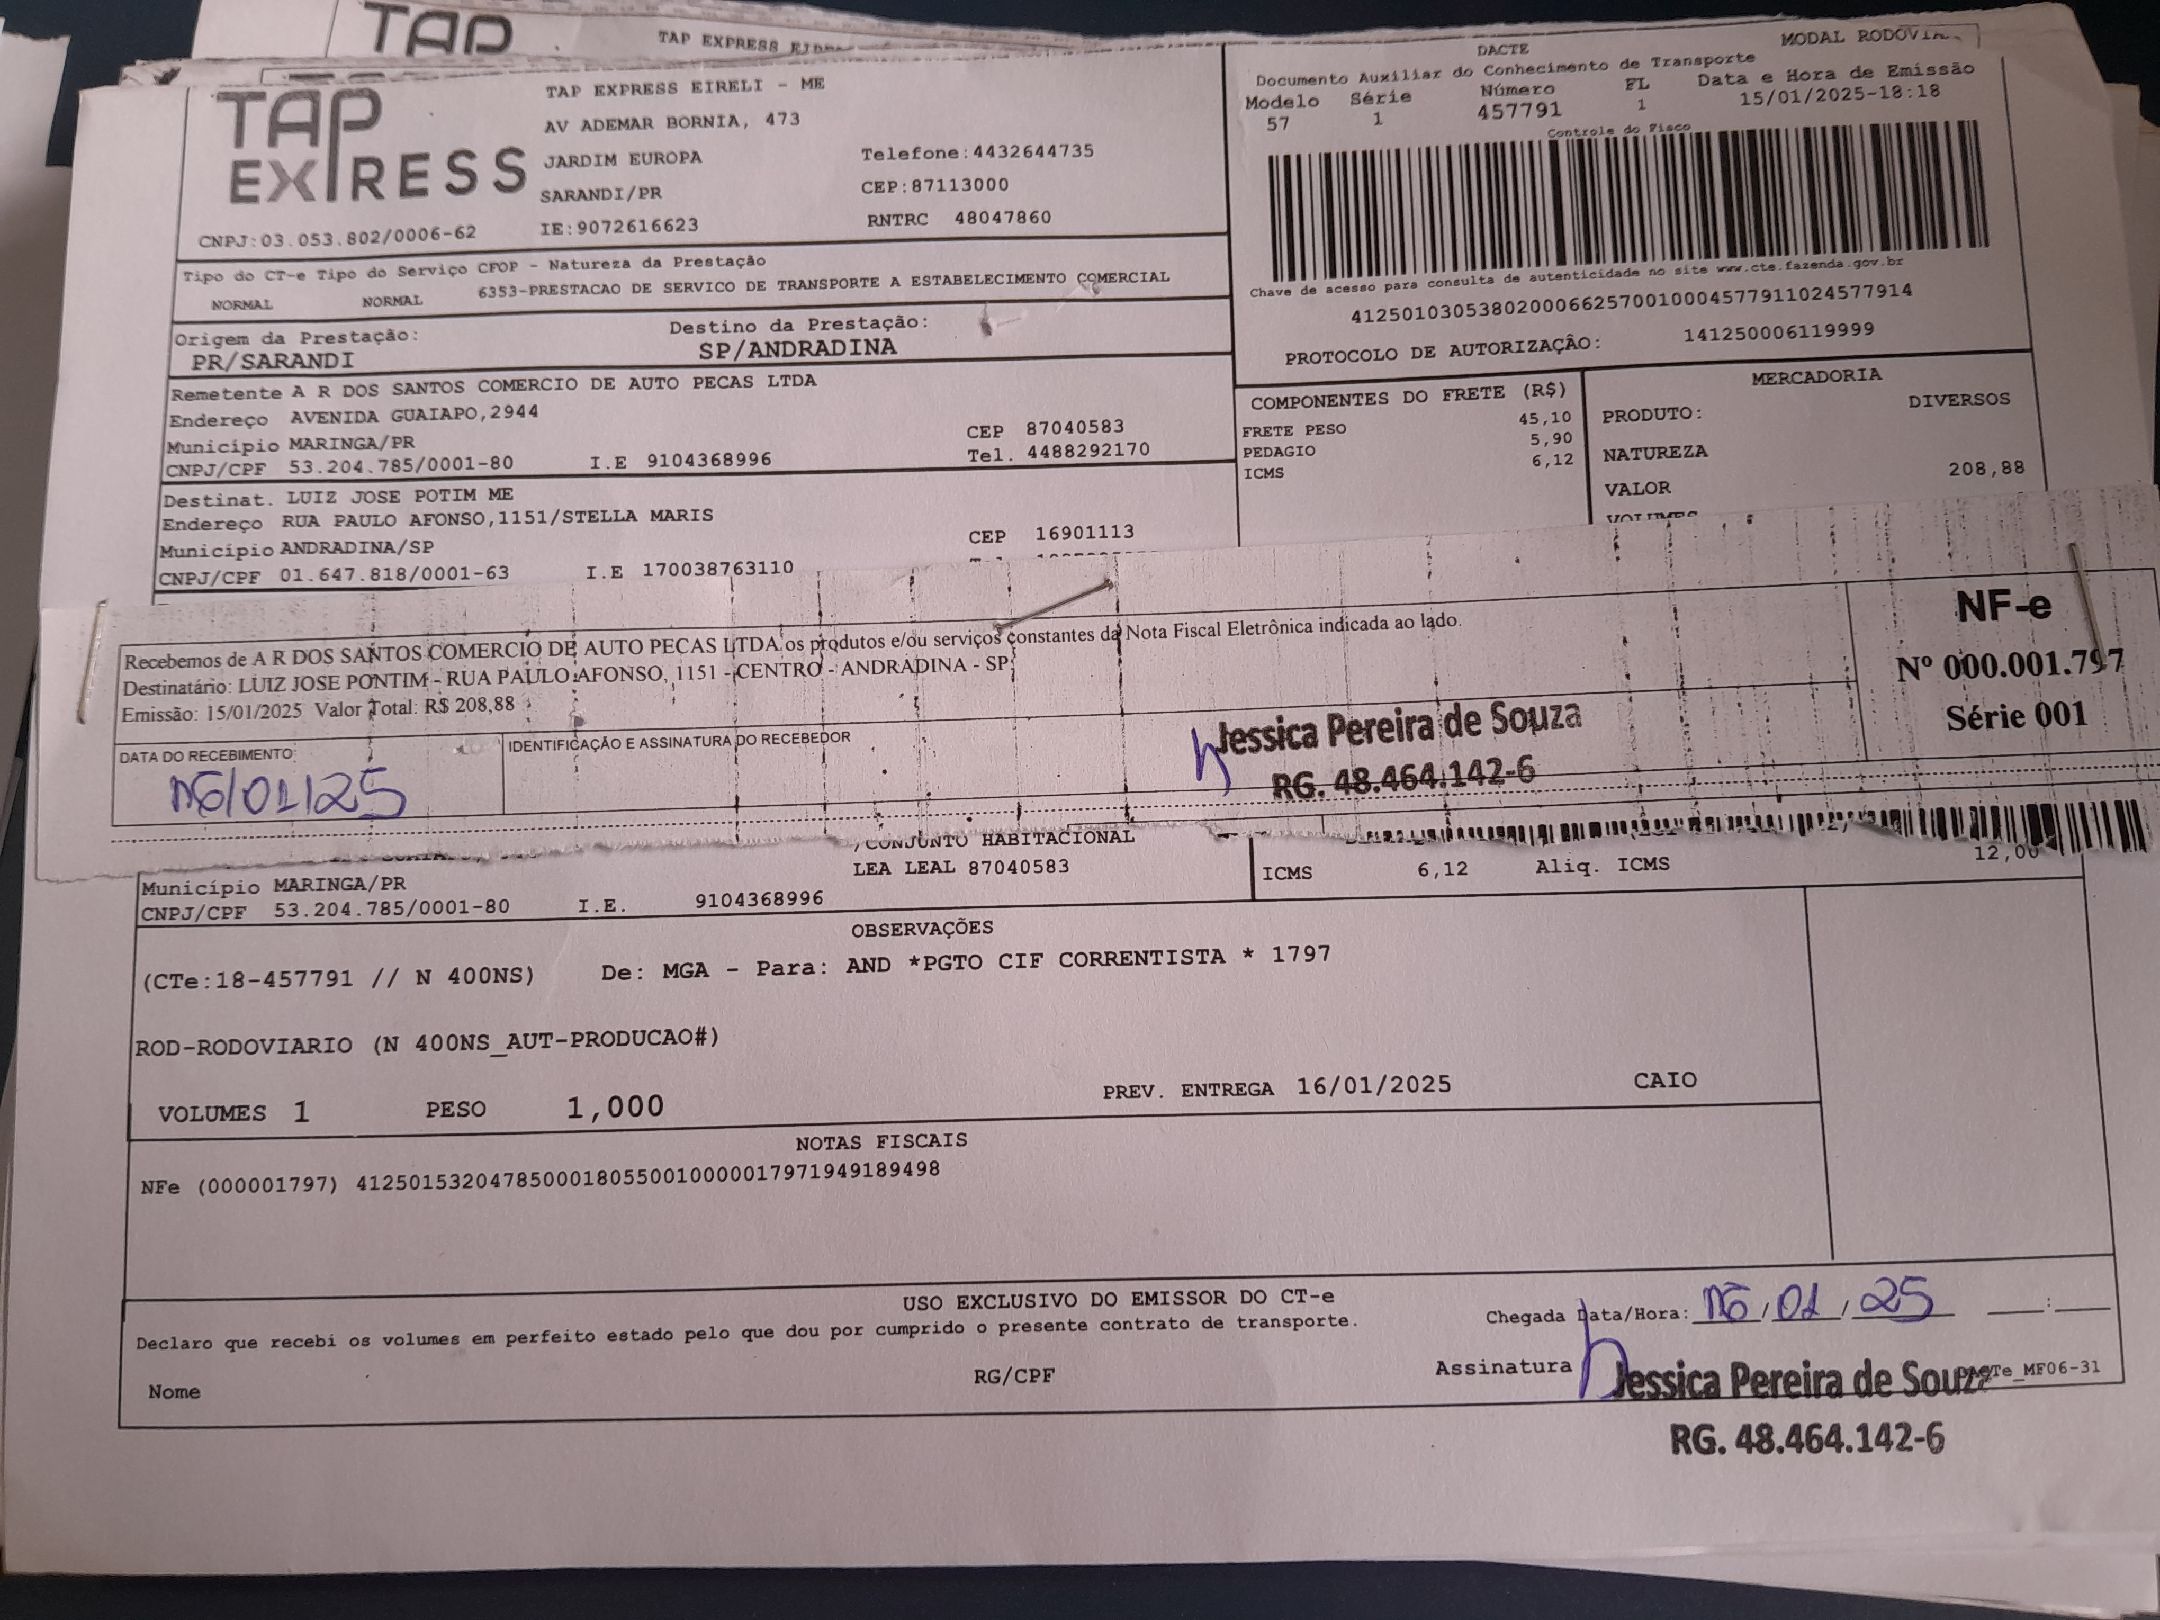 TAP
TAP EXPRESS
MODAL
TAP EXPRESS
TAP EXPRESS EIRELI - ME
AV ADEMAR BORNIA, 473
JARDIM EUROPA
Telefone:4432644735
SARANDI/PR
CEP:87113000
CNPJ:03.053.802/0006-62
IE:9072616623
RNTRC 48047860
DACTE
Documento Auxiliar do Conhecimento de Transporte
Modelo Série Número FL Data e Hora de Emissão
57 1 457791 1 15/01/2025-18:18
Controle do Fisco
Chave de acesso para consulta de autenticidade no site www.cte.fazenda.gov.br
41250103053802000662570010004577911024577914
PROTOCOLO DE AUTORIZAÇÂO: 141250006119999
Tipo do CT-e Tipo do Serviço CFOP - Natureza da Prestação
NORMAL NORMAL 6353-PRESTACAO DE SERVICO DE TRANSPORTE A ESTABELECIMENTO COMERCIAL
Origem da Prestação: Destino da Prestação:
PR/SARANDI SP/ANDRADINA
Remetente A R DOS SANTOS COMERCIO DE AUTO PECAS LTDA
Endereço AVENIDA GUAIAPO,2944
Município MARINGA/PR CEP 87040583
CNPJ/CPF 53.204.785/0001-80 I.E 9104368996 Tel. 4488292170
Destinat. LUIZ JOSE POTIM ME
Endereço RUA PAULO AFONSO,1151/STELLA MARIS
Município ANDRADINA/SP CEP 16901113
CNPJ/CPF 01.647.818/0001-63 I.E 170038763110
COMPONENTES DO FRETE (R$)
FRETE PESO 45,10
PEDAGIO 5,90
ICMS 6,12
MERCADORIA
PRODUTO: DIVERSOS
NATUREZA
VALOR 208,88
VOLUMES
Recebemos de A R DOS SANTOS COMERCIO DE AUTO PECAS LTDA os produtos e/ou serviços constantes da Nota Fiscal Eletrônica indicada ao lado.
Destinatário: LUIZ JOSE PONTIM - RUA PAULO AFONSO, 1151 - CENTRO - ANDRADINA - SP
Emissão: 15/01/2025 Valor Total: R$ 208,88
DATA DO RECEBIMENTO
16/01/25
IDENTIFICAÇÃO E ASSINATURA DO RECEBEDOR
Jessica Pereira de Souza
RG. 48.464.142-6
NF-e
Nº 000.001.797
Série 001
/CONJUNTO HABITACIONAL
LEA LEAL 87040583
Município MARINGA/PR
CNPJ/CPF 53.204.785/0001-80 I.E. 9104368996
ICMS 6,12 Aliq. ICMS 12,00
OBSERVAÇÕES
(CTe:18-457791 // N 400NS) De: MGA - Para: AND *PGTO CIF CORRENTISTA * 1797
ROD-RODOVIARIO (N 400NS_AUT-PRODUCAO#)
VOLUMES 1 PESO 1,000 PREV. ENTREGA 16/01/2025 CAIO
NOTAS FISCAIS
NFe (000001797) 41250153204785000180550010000017971949189498
USO EXCLUSIVO DO EMISSOR DO CT-e
Declaro que recebi os volumes em perfeito estado pelo que dou por cumprido o presente contrato de transporte.
Chegada Data/Hora: 16/01/25 ___:___
Nome RG/CPF Assinatura
Jessica Pereira de Souza
MF06-31
RG. 48.464.142-6